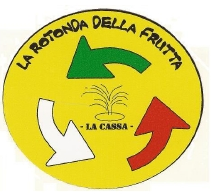 LA ROTONDA DELLA FRUTTA
- LA CASSA -